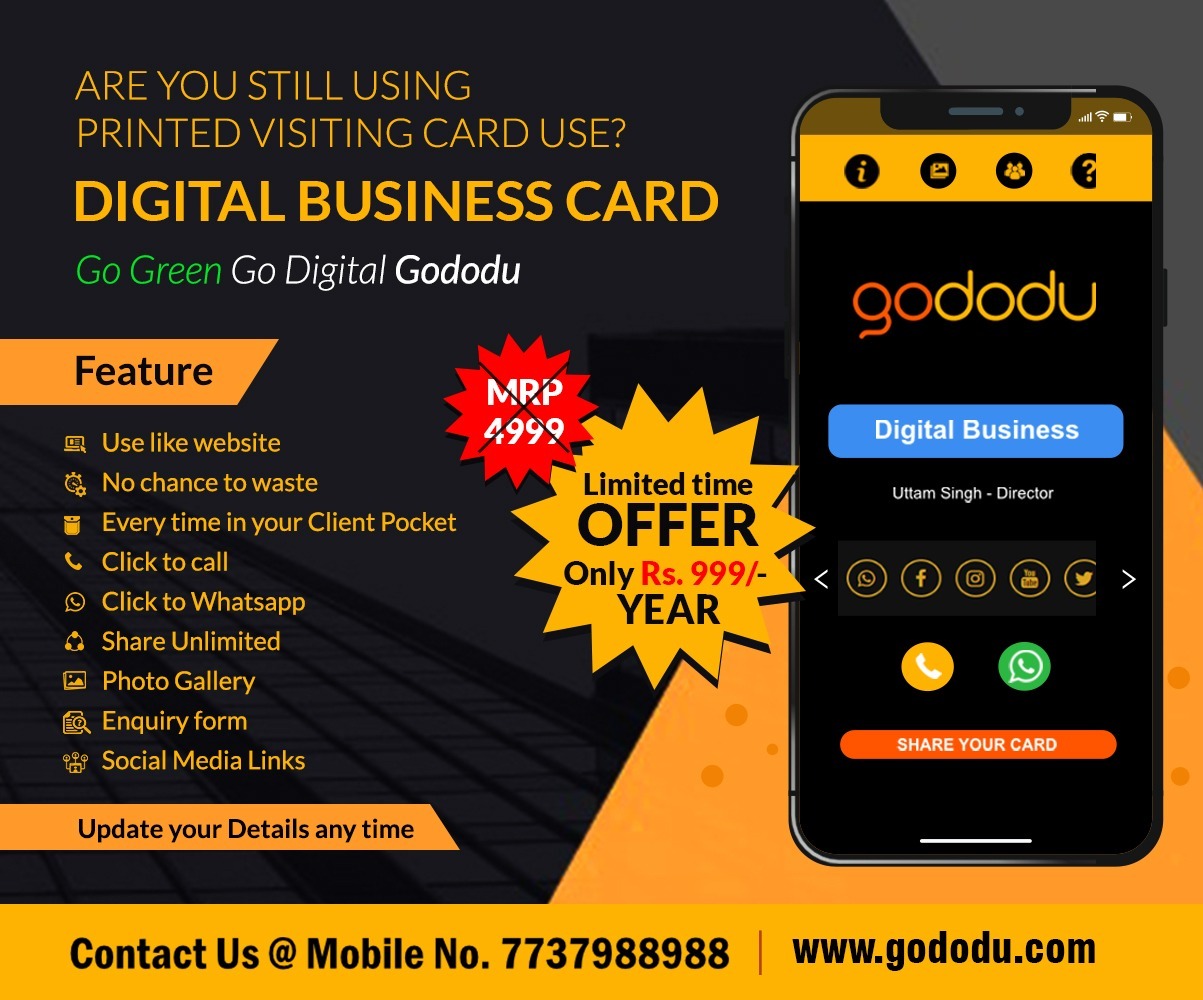 ARE YOU STILL USING
PRINTED VISITING CARD USE?
DIGITAL BUSINESS CARD
Go Green Go Digital Gododu
Feature
Use like website
No chance to waste
Every time in your Client Pocket
Click to call
Click to Whatsapp
Share Unlimited
Photo Gallery
Enquiry form
Social Media Links
Update your Details any time
MRP
4999
Limited time
OFFER
Only Rs. 999/-
YEAR
gododu
Digital Business
Uttam Singh - Director
You
Tube
SHARE YOUR CARD
Contact Us @ Mobile No. 7737988988
www.gododu.com